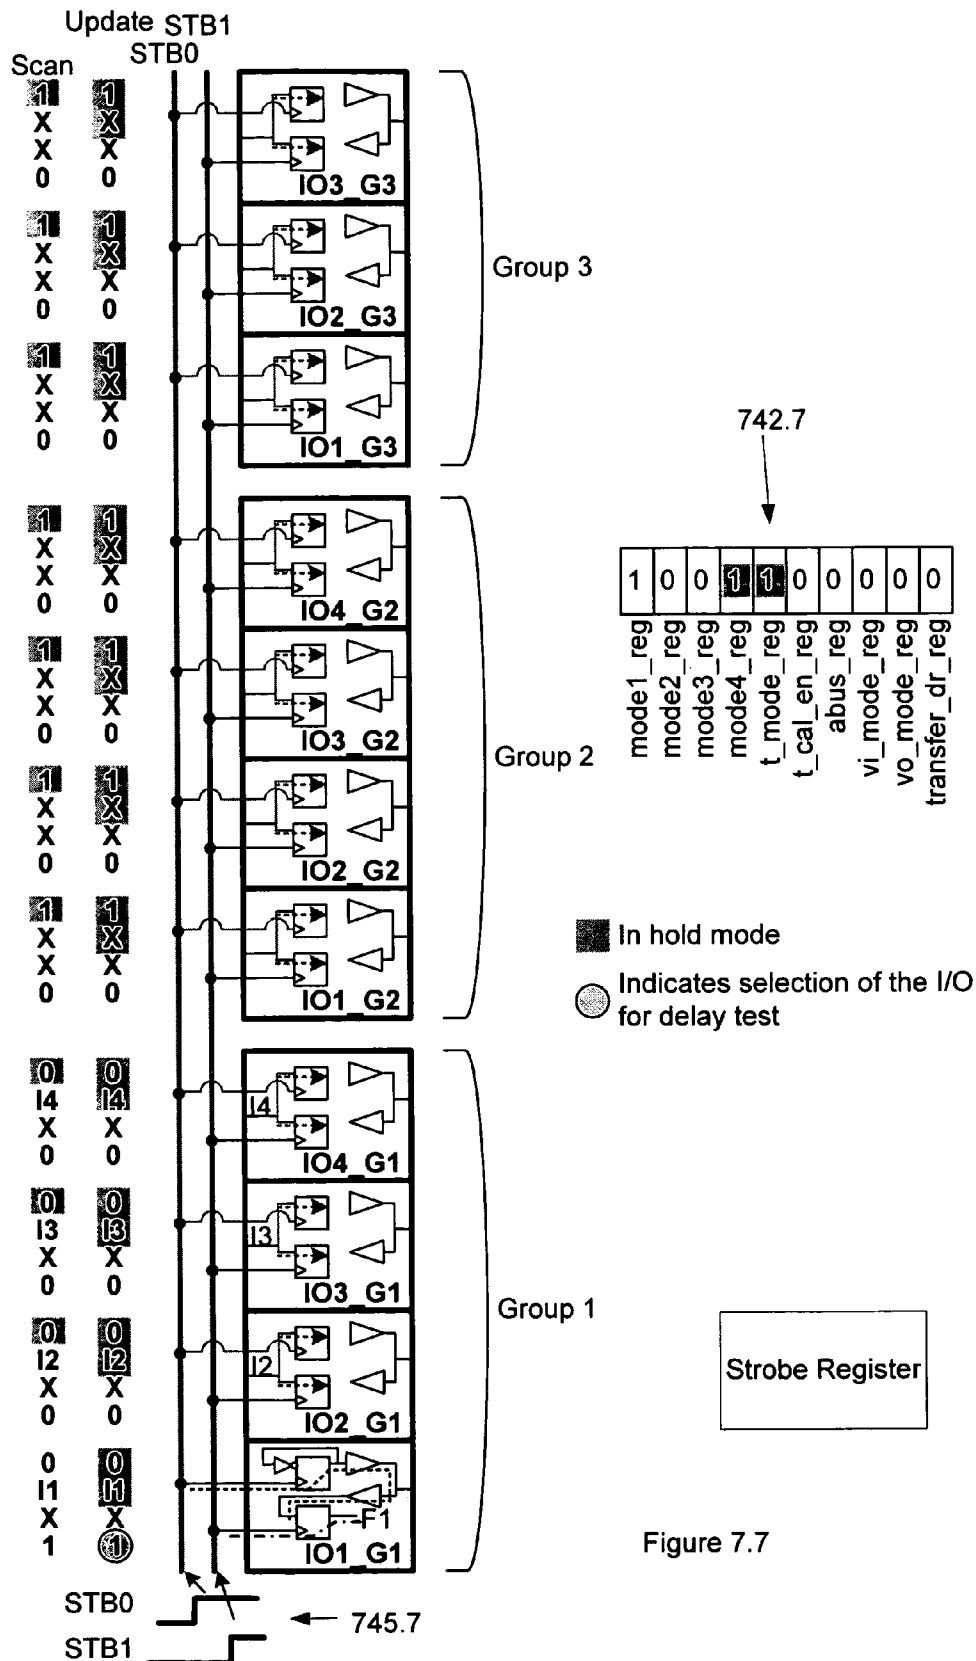 Update STB1
STB0
Scan
1 1
X X
X X
0 0
IO3_G3
1 1
X X
X X
0 0
IO2_G3
1 1
X X
X X
0 0
IO1_G3
Group 3
1 1
X X
X X
0 0
IO4_G2
1 1
X X
X X
0 0
IO3_G2
1 1
X X
X X
0 0
IO2_G2
1 1
X X
X X
0 0
IO1_G2
Group 2
742.7
1 0 0 1 1 0 0 0 0 0
mode1_reg
mode2_reg
mode3_reg
mode4_reg
t_mode_reg
t_cal_en_reg
abus_reg
vi_mode_reg
vo_mode_reg
transfer_dr_reg
In hold mode
Indicates selection of the I/O
for delay test
0 0
I4 I4
X X
0 0
I4
IO4_G1
0 0
I3 I3
X X
0 0
I3
IO3_G1
0 0
I2 I2
X X
0 0
I2
IO2_G1
0 0
I1 I1
X X
1 1
F1
IO1_G1
Group 1
Strobe Register
Figure 7.7
STB0
745.7
STB1